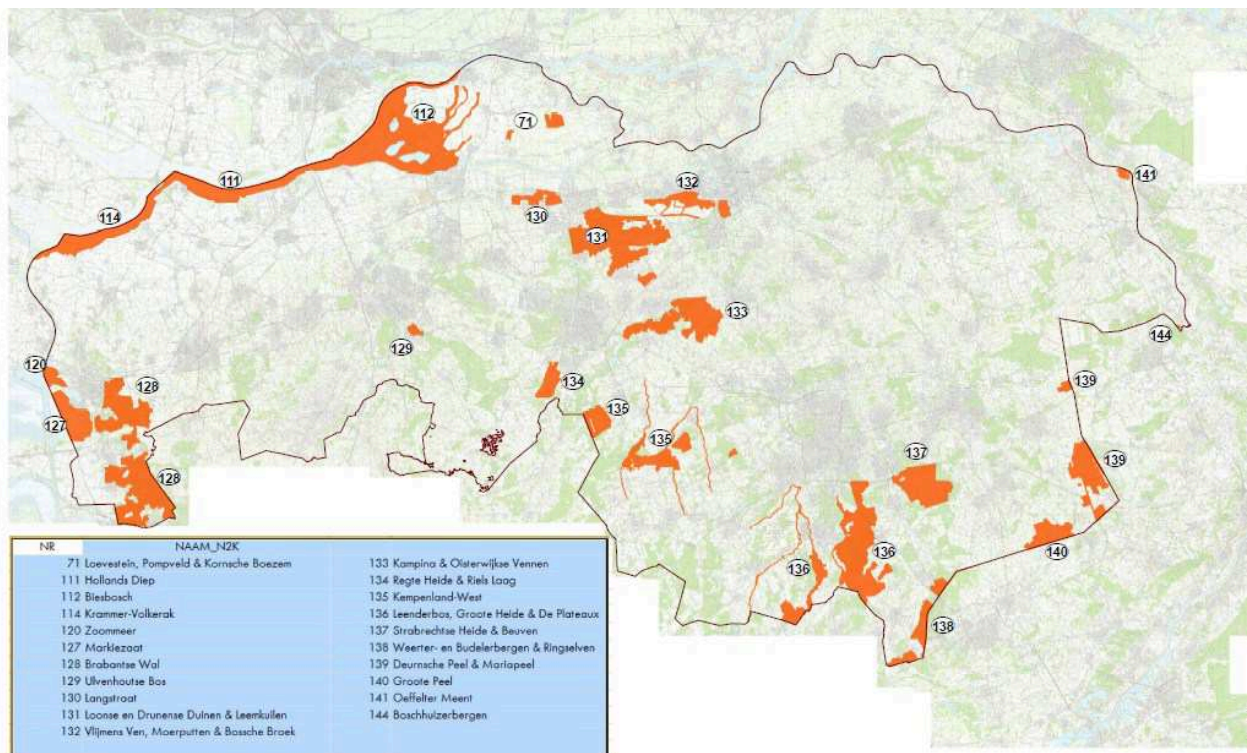 112
71
141
111
132
130
114
131
133
144
129
120
134
139
128
135
127
135
137
139
128
140
136
136
138
NR NAAM_N2K
71 Loevestein, Pompveld & Kornsche Boezem
111 Hollands Diep
112 Biesbosch
114 Krammer-Volkerak
120 Zoommeer
127 Markiezaat
128 Brabantse Wal
129 Ulvenhoutse Bos
130 Langstraat
131 Loonse en Drunense Duinen & Leemkuilen
132 Vlijmens Ven, Moerputten & Bossche Broek
133 Kampina & Oisterwijkse Vennen
134 Regte Heide & Riels Laag
135 Kempenland-West
136 Leenderbos, Groote Heide & De Plateaux
137 Strabrechtse Heide & Beuven
138 Weerter- en Budelerbergen & Ringselven
139 Deurnsche Peel & Mariapeel
140 Groote Peel
141 Oeffelter Meent
144 Boschhuizerbergen